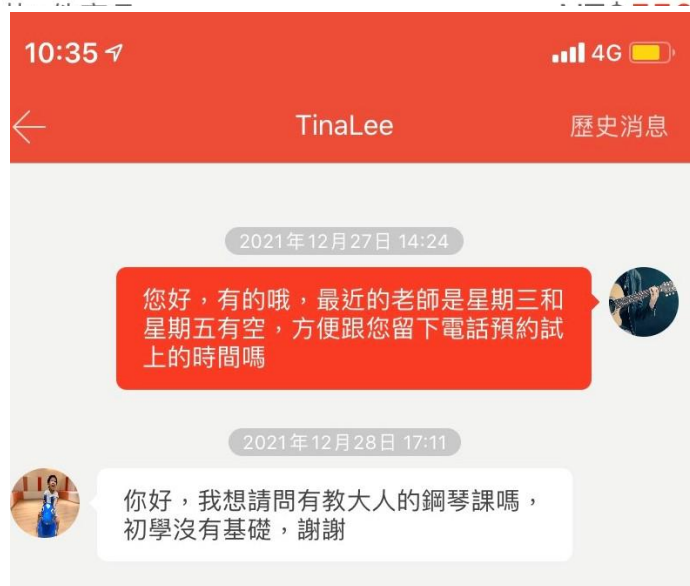 10:35
4G
TinaLee
歷史消息
2021年12月27日 14:24
您好，有的哦，最近的老師是星期三和
星期五有空，方便跟您留下電話預約試
上的時間嗎
2021年12月28日 17:11
你好，我想請問有教大人的鋼琴課嗎，
初學沒有基礎，謝謝